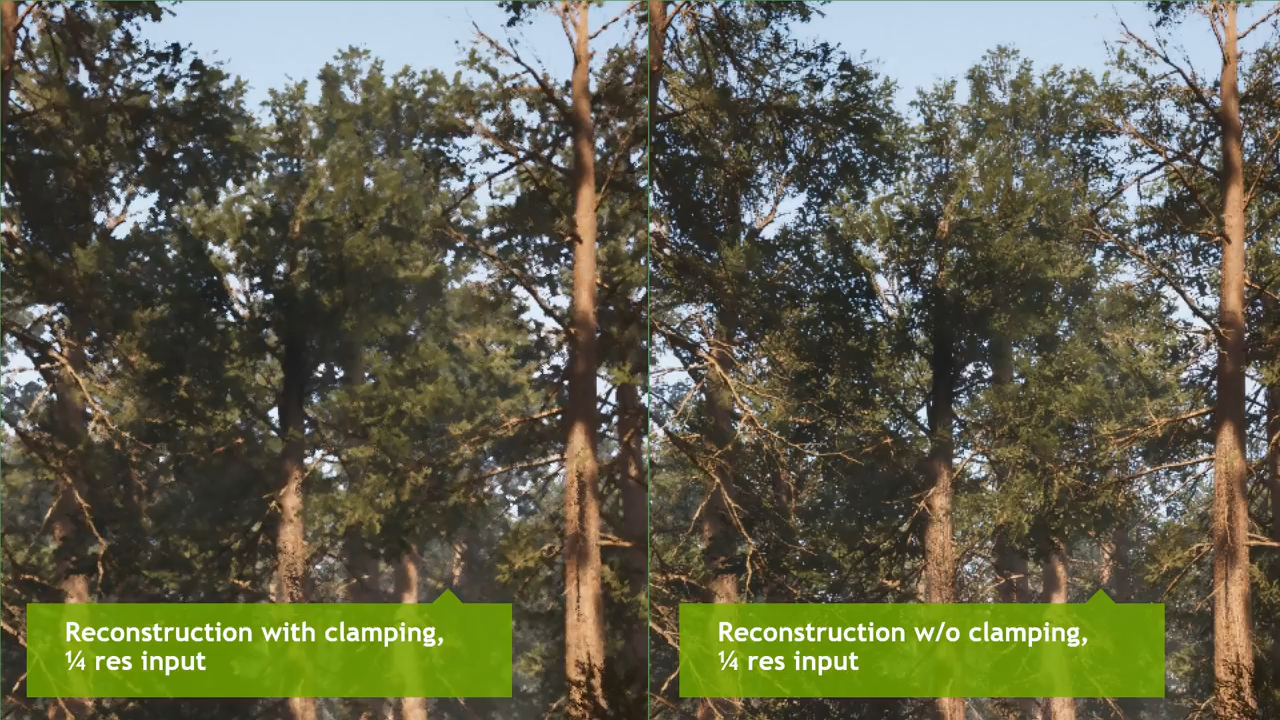 Reconstruction with clamping,
¼ res input
Reconstruction w/o clamping,
¼ res input